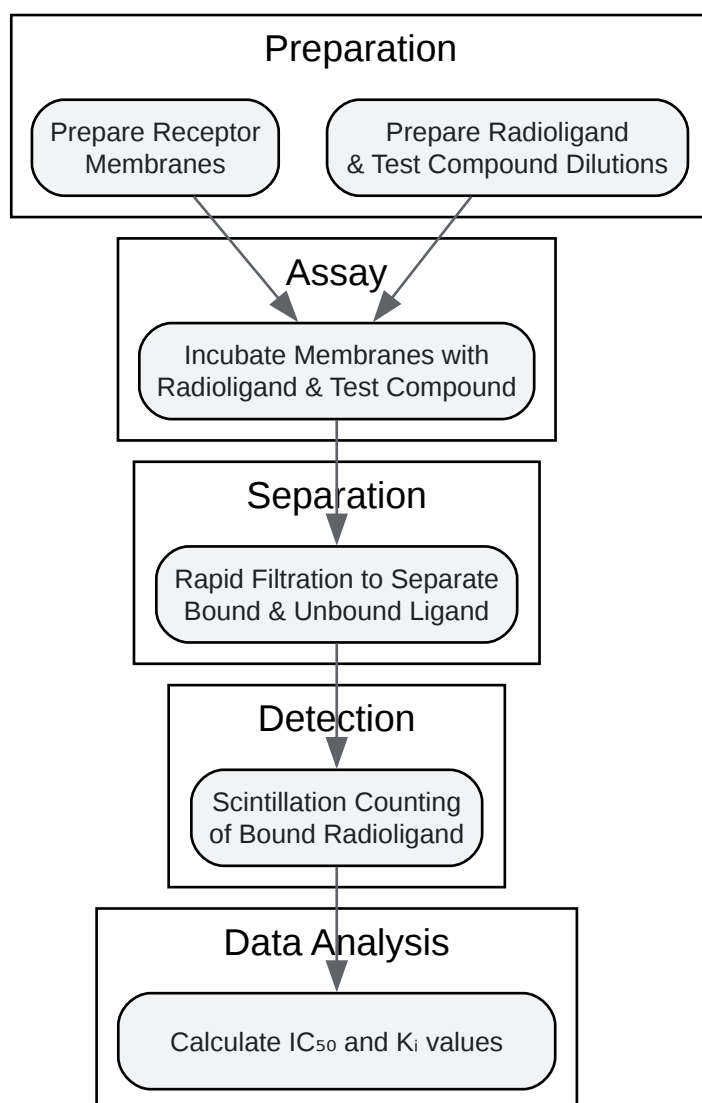 Preparation
Prepare Receptor
Membranes
Prepare Radioligand
& Test Compound Dilutions
Assay
Incubate Membranes with
Radioligand & Test Compound
Separation
Rapid Filtration to Separate
Bound & Unbound Ligand
Detection
Scintillation Counting
of Bound Radioligand
Data Analysis
Calculate IC₅₀ and Kᵢ values